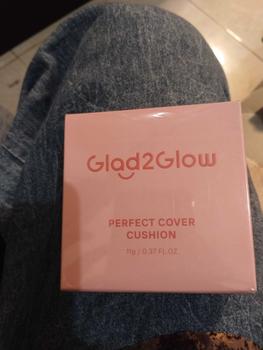 Glad2Glow
PERFECT COVER
CUSHION
11g / 0.37 FL.OZ